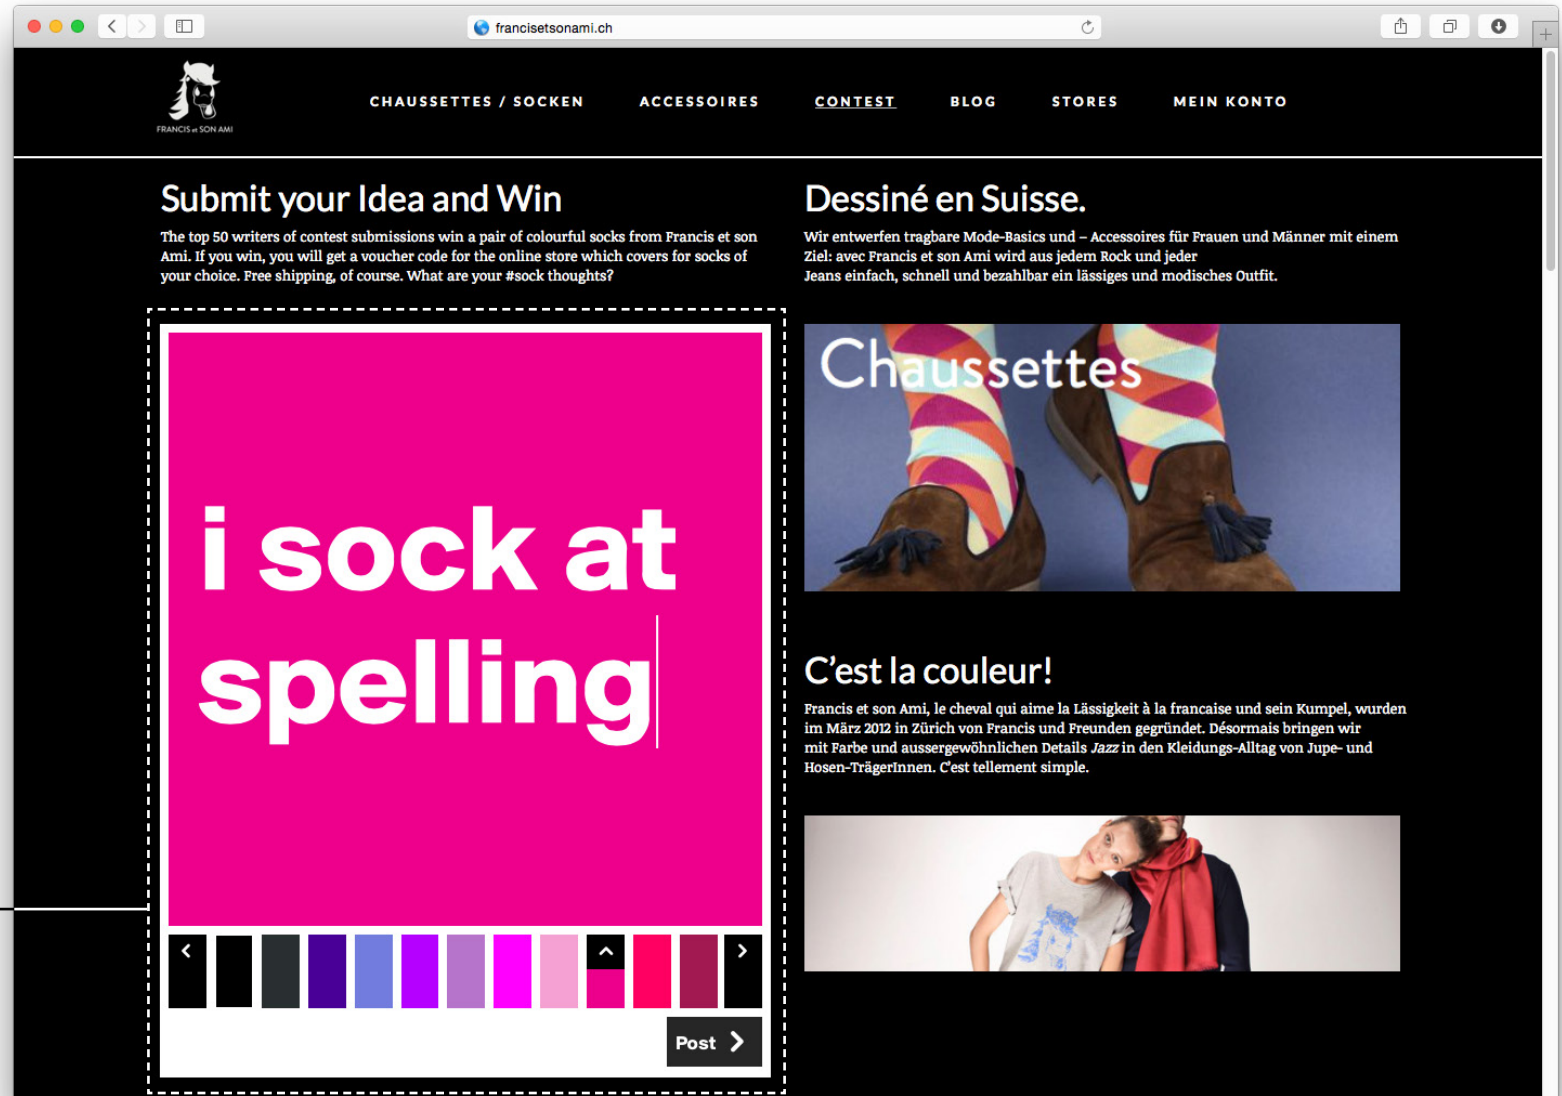 francisetsonami.ch
FRANCIS et SON AMI
CHAUSSETTES / SOCKEN
ACCESSOIRES
CONTEST
BLOG
STORES
MEIN KONTO
Submit your Idea and Win
The top 50 writers of contest submissions win a pair of colourful socks from Francis et son
Ami. If you win, you will get a voucher code for the online store which covers for socks of
your choice. Free shipping, of course. What are your #sock thoughts?
i sock at
spelling
Post
Dessiné en Suisse.
Wir entwerfen tragbare Mode-Basics und – Accessoires für Frauen und Männer mit einem
Ziel: avec Francis et son Ami wird aus jedem Rock und jeder
Jeans einfach, schnell und bezahlbar ein lässiges und modisches Outfit.
Chaussettes
C'est la couleur!
Francis et son Ami, le cheval qui aime la Lässigkeit à la francaise und sein Kumpel, wurden
im März 2012 in Zürich von Francis und Freunden gegründet. Désormais bringen wir
mit Farbe und aussergewöhnlichen Details Jazz in den Kleidungs-Alltag von Jupe- und
Hosen-TrägerInnen. C'est tellement simple.